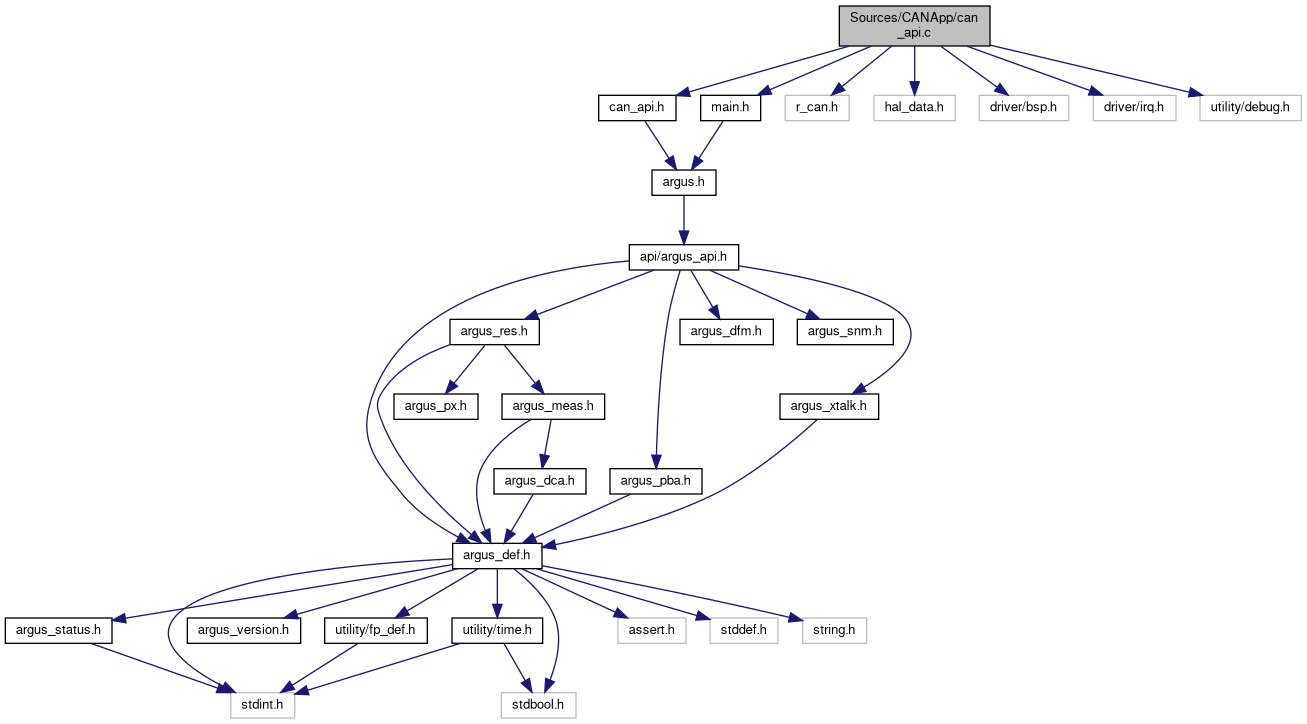 Sources/CANApp/can
_api.c
can_api.h
main.h
r_can.h
hal_data.h
driver/bsp.h
driver/irq.h
utility/debug.h
argus.h
api/argus_api.h
argus_res.h
argus_dfm.h
argus_snm.h
argus_px.h
argus_meas.h
argus_xtalk.h
argus_dca.h
argus_pba.h
argus_def.h
argus_status.h
argus_version.h
utility/fp_def.h
utility/time.h
assert.h
stddef.h
string.h
stdint.h
stdbool.h